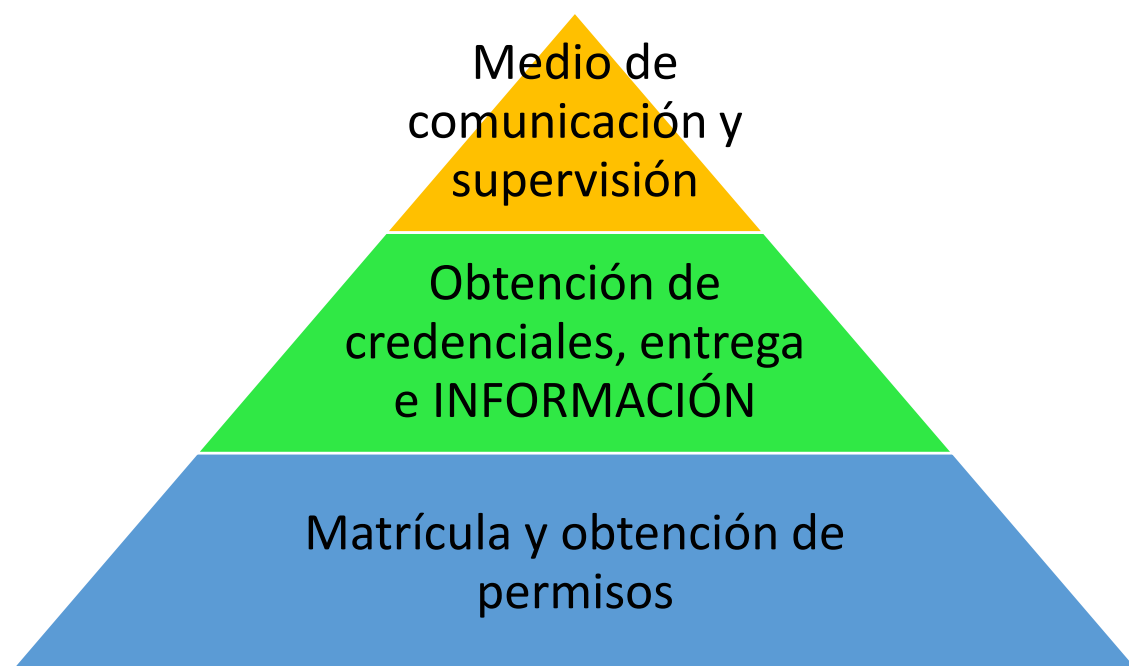 Medio de
comunicación y
supervisión
Obtención de
credenciales, entrega
e INFORMACIÓN
Matrícula y obtención de
permisos